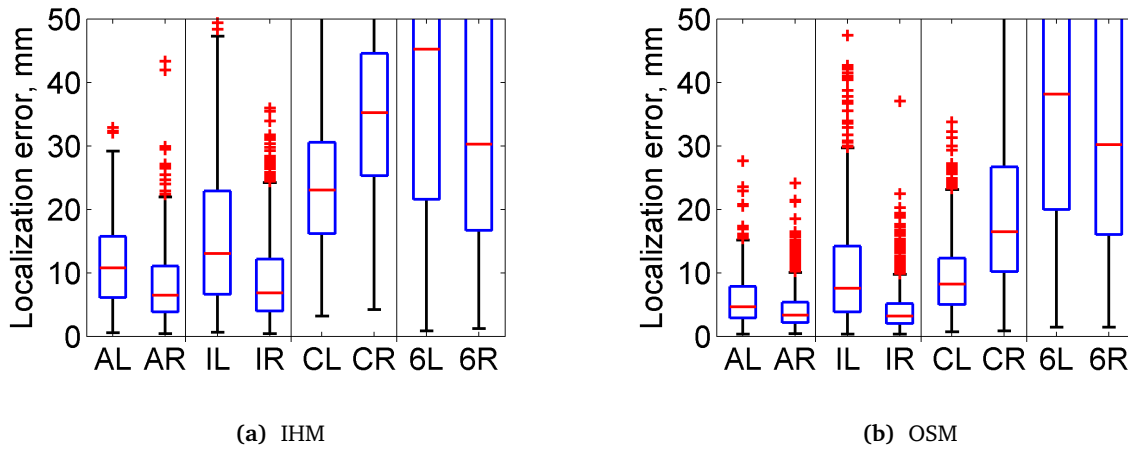 Localization error, mm
50
40
30
20
10
0
AL AR IL IR CL CR 6L 6R
(a) IHM
Localization error, mm
50
40
30
20
10
0
AL AR IL IR CL CR 6L 6R
(b) OSM